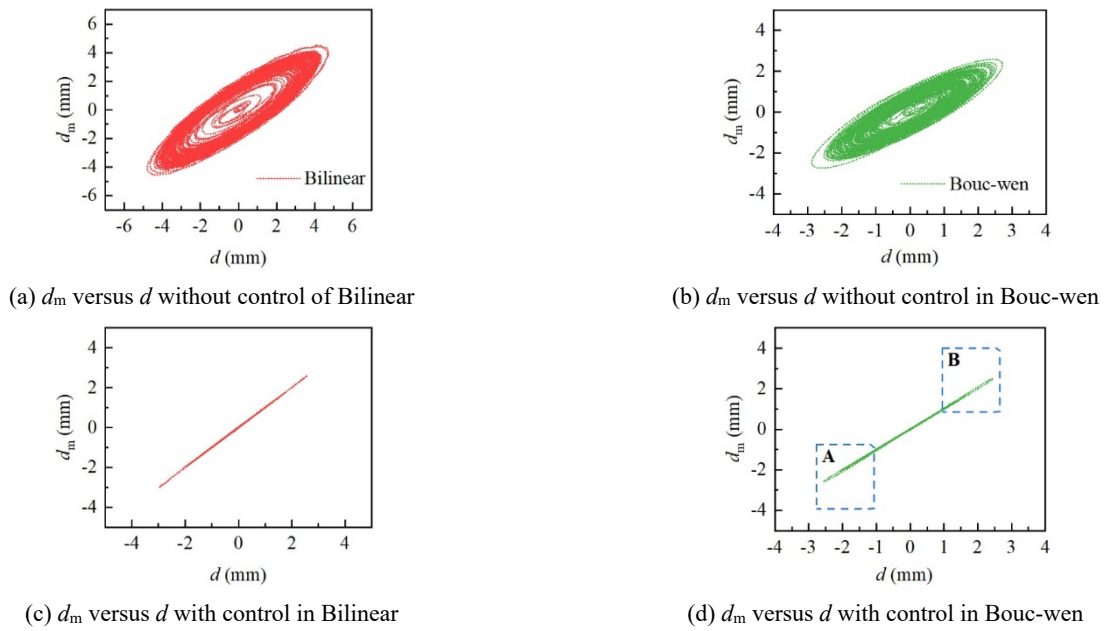 6
4
2
0
-2
-4
-6
dm (mm)
Bilinear
-6 -4 -2 0 2 4 6
d (mm)
(a) dm versus d without control of Bilinear
4
2
0
-2
-4
dm (mm)
Bouc-wen
-4 -3 -2 -1 0 1 2 3 4
d (mm)
(b) dm versus d without control in Bouc-wen
4
2
0
-2
-4
dm (mm)
-4 -2 0 2 4
d (mm)
(c) dm versus d with control in Bilinear
4
2
0
-2
-4
dm (mm)
B
A
-4 -3 -2 -1 0 1 2 3 4
d (mm)
(d) dm versus d with control in Bouc-wen